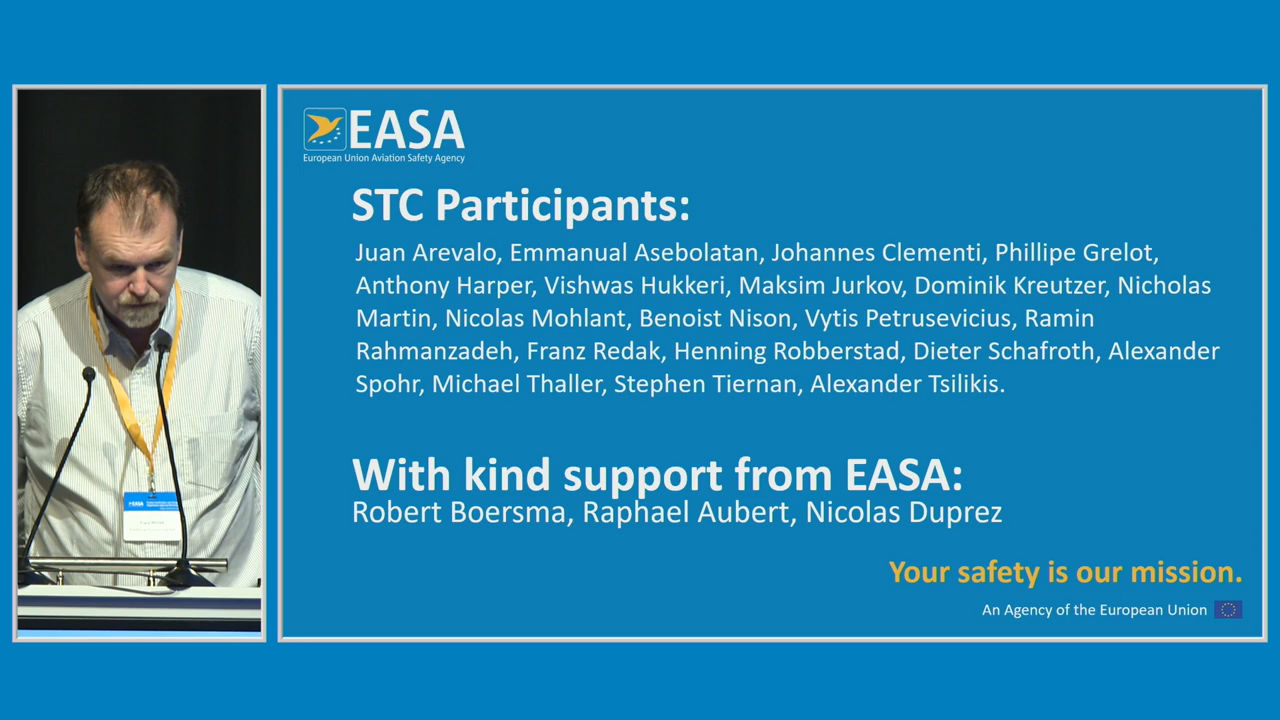 EASA
European Union Aviation Safety Agency
STC Participants:
Juan Arevalo, Emmanual Asebolatan, Johannes Clementi, Phillipe Grelot,
Anthony Harper, Vishwas Hukkeri, Maksim Jurkov, Dominik Kreutzer, Nicholas
Martin, Nicolas Mohlant, Benoist Nison, Vytis Petrusevicius, Ramin
Rahmanzadeh, Franz Redak, Henning Robberstad, Dieter Schafroth, Alexander
Spohr, Michael Thaller, Stephen Tiernan, Alexander Tsilikis.
With kind support from EASA:
Robert Boersma, Raphael Aubert, Nicolas Duprez
Your safety is our mission.
An Agency of the European Union
EASA